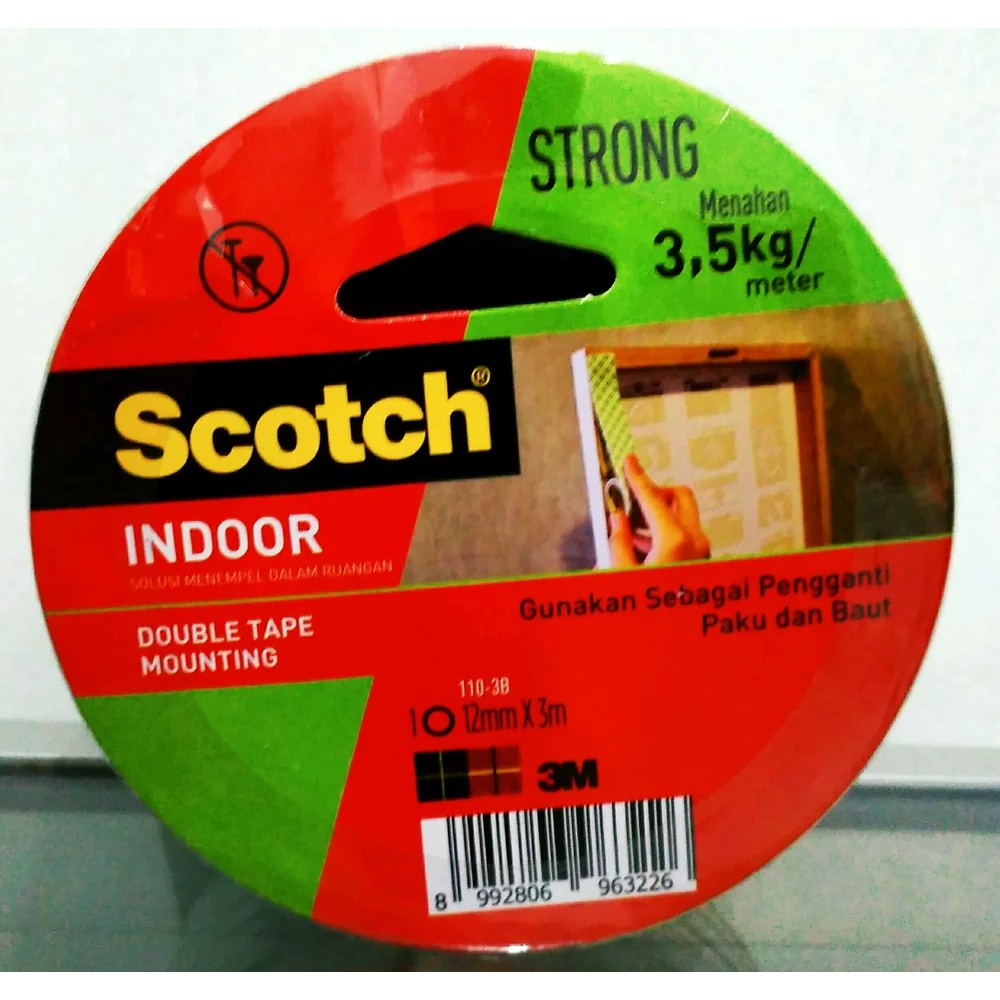 STRONG
Menahan
3,5kg/
meter
Scotch®
INDOOR
SOLUSI MENEMPEL DALAM RUANGAN
DOUBLE TAPE
MOUNTING
Gunakan Sebagai Pengganti
Paku dan Baut
110-3B
1 12mm X 3m
3M
8 992806 963226